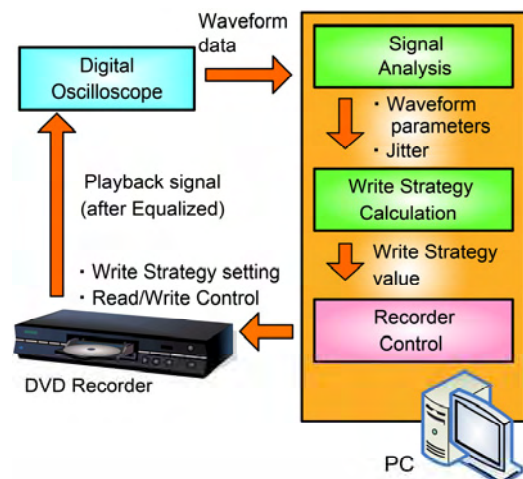 Waveform
data
Digital
Oscilloscope
Signal
Analysis
・Waveform
parameters
・Jitter
Playback signal
(after Equalized)
Write Strategy
Calculation
・Write Strategy setting
・Read/Write Control
Write Strategy
value
Recorder
Control
DVD Recorder
PC